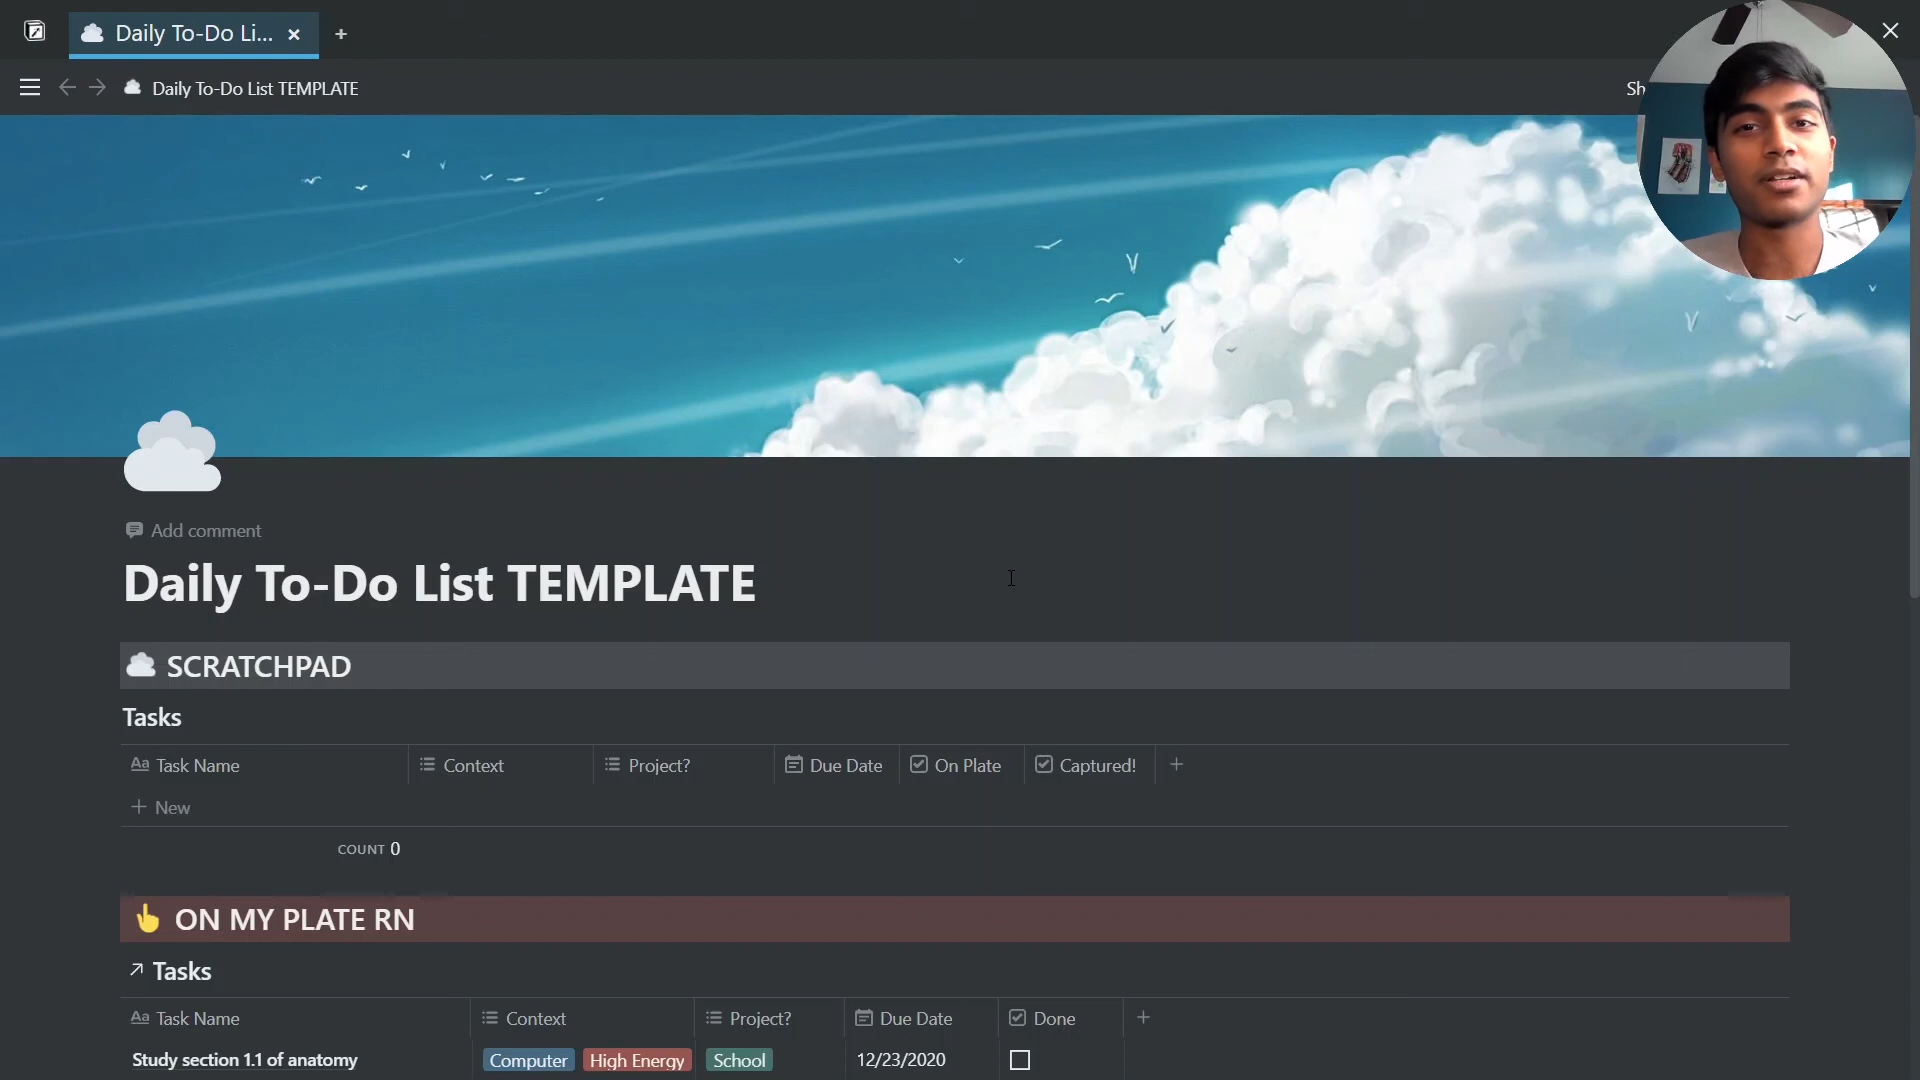 Daily To-Do Li...
Daily To-Do List TEMPLATE
Sh
Add comment
Daily To-Do List TEMPLATE
SCRATCHPAD
Tasks
Aa Task Name Context Project? Due Date On Plate Captured!
New
COUNT 0
ON MY PLATE RN
Tasks
Aa Task Name Context Project? Due Date Done
Study section 1.1 of anatomy Computer High Energy School 12/23/2020